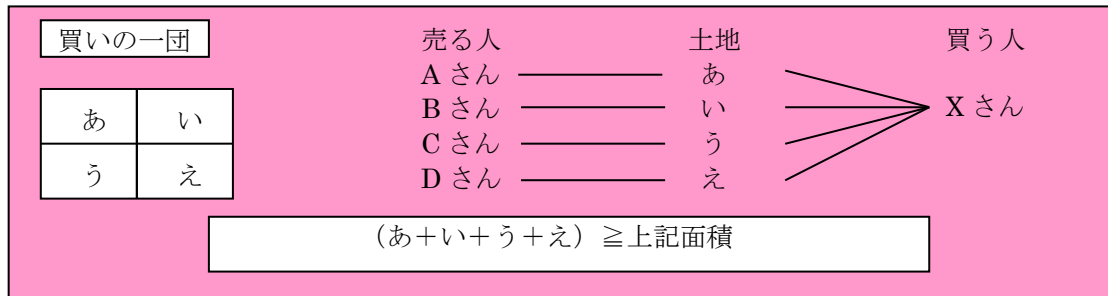 買いの一団
売る人 土地 買う人
Aさん あ
Bさん い Xさん
Cさん う
Dさん え
あ い
う え
(あ+い+う+え)≧上記面積